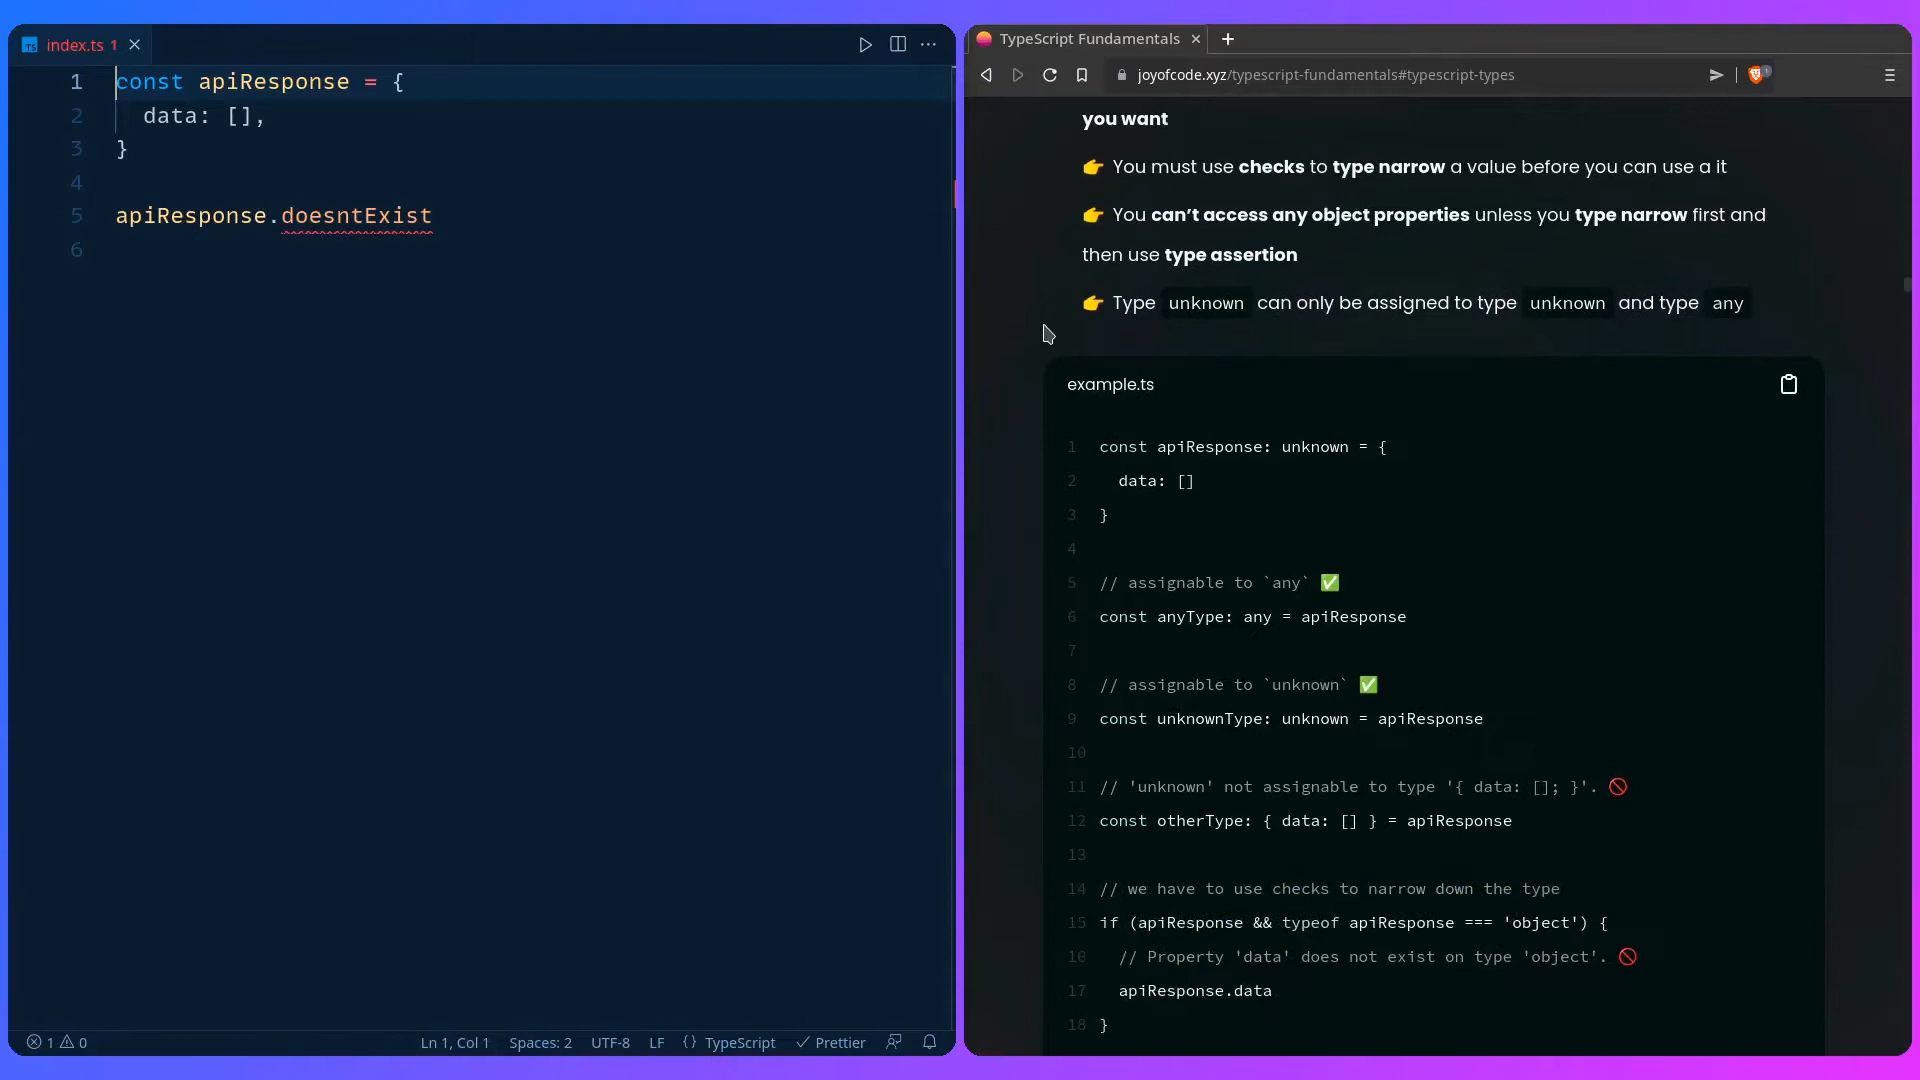 index.ts 1
1 const apiResponse = {
2 data: [],
3 }
4
5 apiResponse.doesntExist
6
1 0
Ln 1, Col 1 Spaces: 2 UTF-8 LF {} TypeScript Prettier
TypeScript Fundamentals
joyofcode.xyz/typescript-fundamentals#typescript-types
1
you want
👉 You must use checks to type narrow a value before you can use a it
👉 You can’t access any object properties unless you type narrow first and
then use type assertion
👉 Type unknown can only be assigned to type unknown and type any
example.ts
1 const apiResponse: unknown = {
2 data: []
3 }
4
5 // assignable to `any` ✅
6 const anyType: any = apiResponse
7
8 // assignable to `unknown` ✅
9 const unknownType: unknown = apiResponse
10
11 // 'unknown' not assignable to type '{ data: []; }'. 🚫
12 const otherType: { data: [] } = apiResponse
13
14 // we have to use checks to narrow down the type
15 if (apiResponse && typeof apiResponse === 'object') {
16 // Property 'data' does not exist on type 'object'. 🚫
17 apiResponse.data
18 }